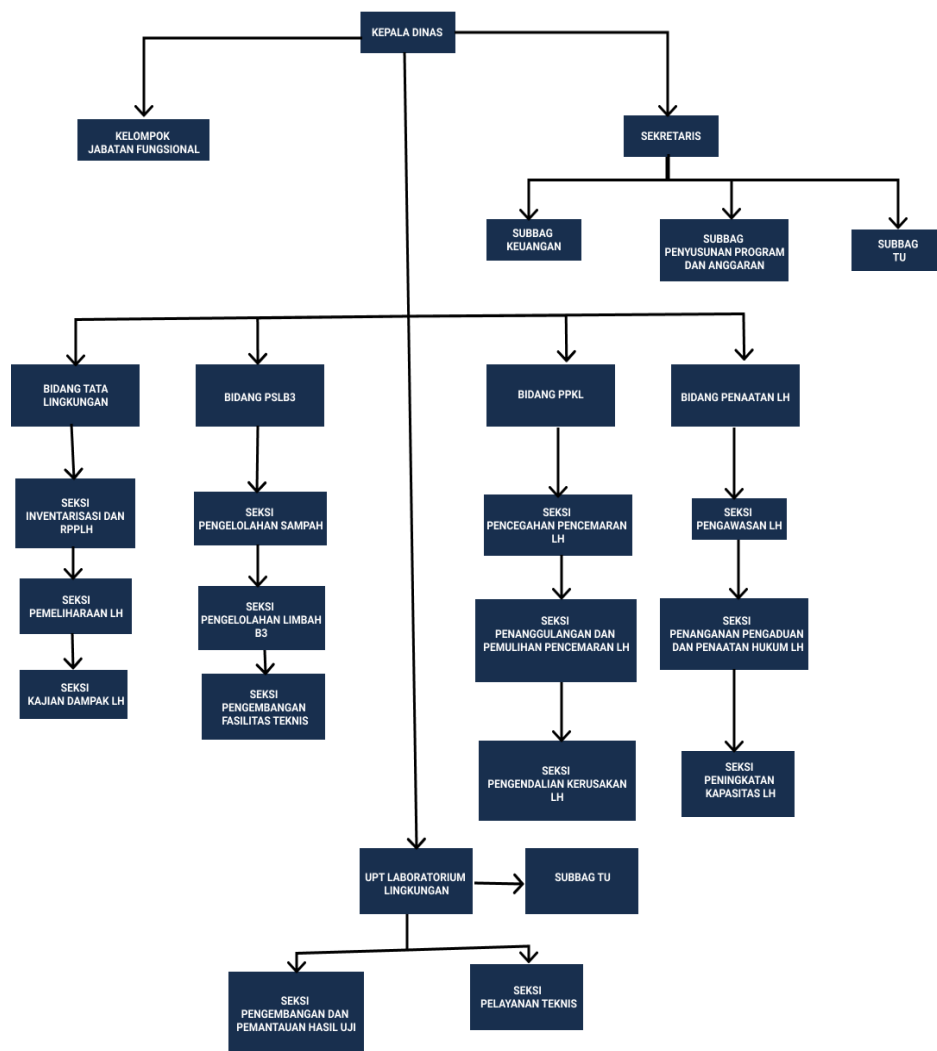 KEPALA DINAS
KELOMPOK
JABATAN FUNGSIONAL
SEKRETARIS
SUBBAG
KEUANGAN
SUBBAG
PENYUSUNAN PROGRAM
DAN ANGGARAN
SUBBAG
TU
BIDANG TATA
LINGKUNGAN
BIDANG PSLB3
BIDANG PPKL
BIDANG PENAATAN LH
SEKSI
INVENTARISASI DAN
RPPLH
SEKSI
PENGELOLAHAN SAMPAH
SEKSI
PENCEGAHAN PENCEMARAN
LH
SEKSI
PENGAWASAN LH
SEKSI
PEMELIHARAAN LH
SEKSI
PENGELOLAHAN LIMBAH
B3
SEKSI
PENANGGULANGAN DAN
PEMULIHAN PENCEMARAN LH
SEKSI
PENANGANAN PENGADUAN
DAN PENAATAN HUKUM LH
SEKSI
KAJIAN DAMPAK LH
SEKSI
PENGEMBANGAN
FASILITAS TEKNIS
SEKSI
PENGENDALIAN KERUSAKAN
LH
SEKSI
PENINGKATAN
KAPASITAS LH
UPT LABORATORIUM
LINGKUNGAN
SUBBAG TU
SEKSI
PENGEMBANGAN DAN
PEMANTAUAN HASIL UJI
SEKSI
PELAYANAN TEKNIS